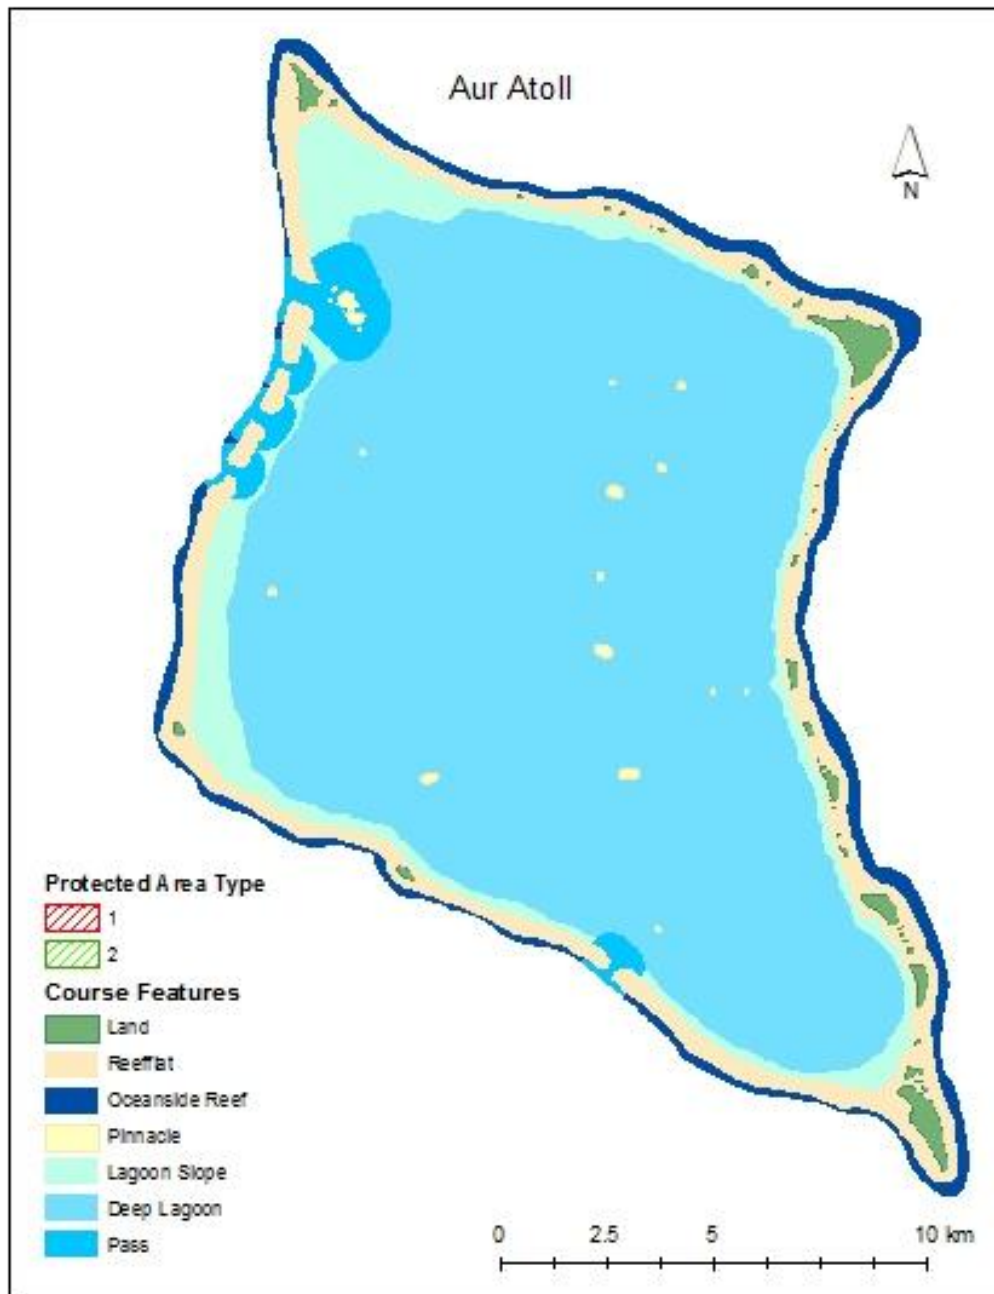 Aur Atoll
N
Protected Area Type
1
2
Course Features
Land
Reefflat
Oceanside Reef
Pinnacle
Lagoon Slope
Deep Lagoon
Pass
0 2.5 5 10 km